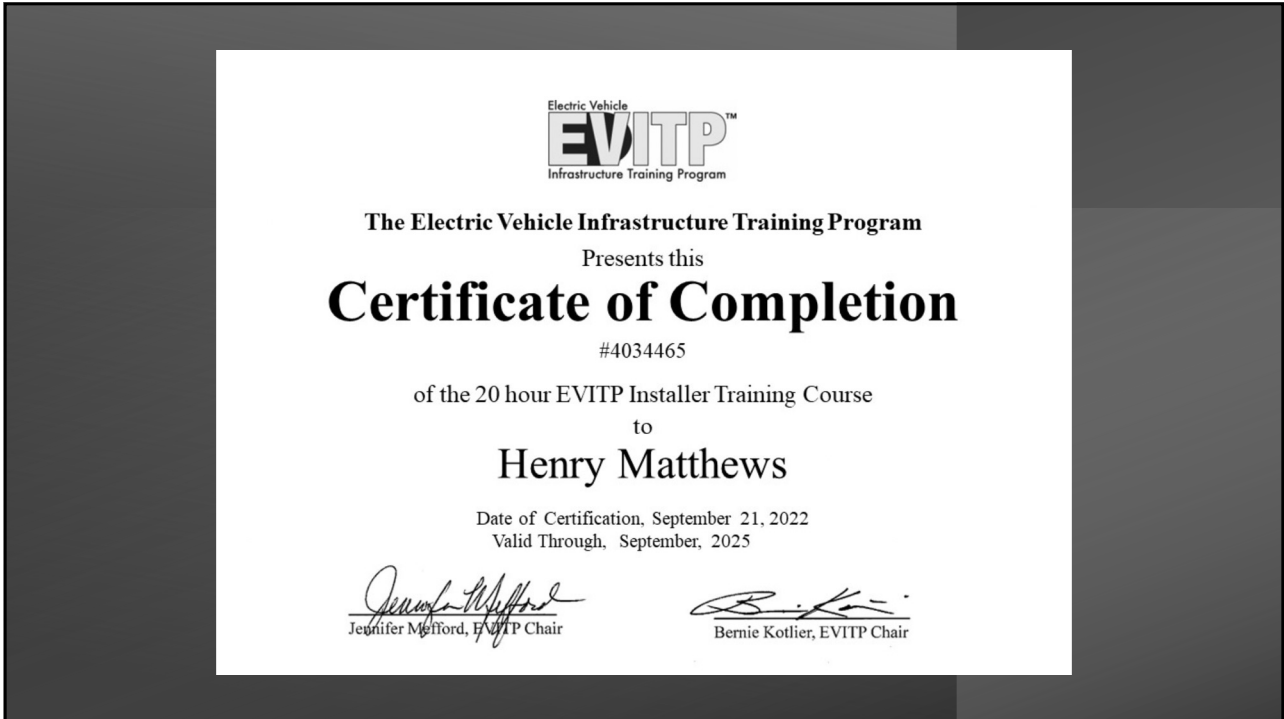 Electric Vehicle
EVITP™
Infrastructure Training Program
The Electric Vehicle Infrastructure Training Program
Presents this
Certificate of Completion
#4034465
of the 20 hour EVITP Installer Training Course
to
Henry Matthews
Date of Certification, September 21, 2022
Valid Through, September, 2025
Jennifer Mefford
Jennifer Mefford, EVITP Chair
Bernie Kotlier, EVITP Chair